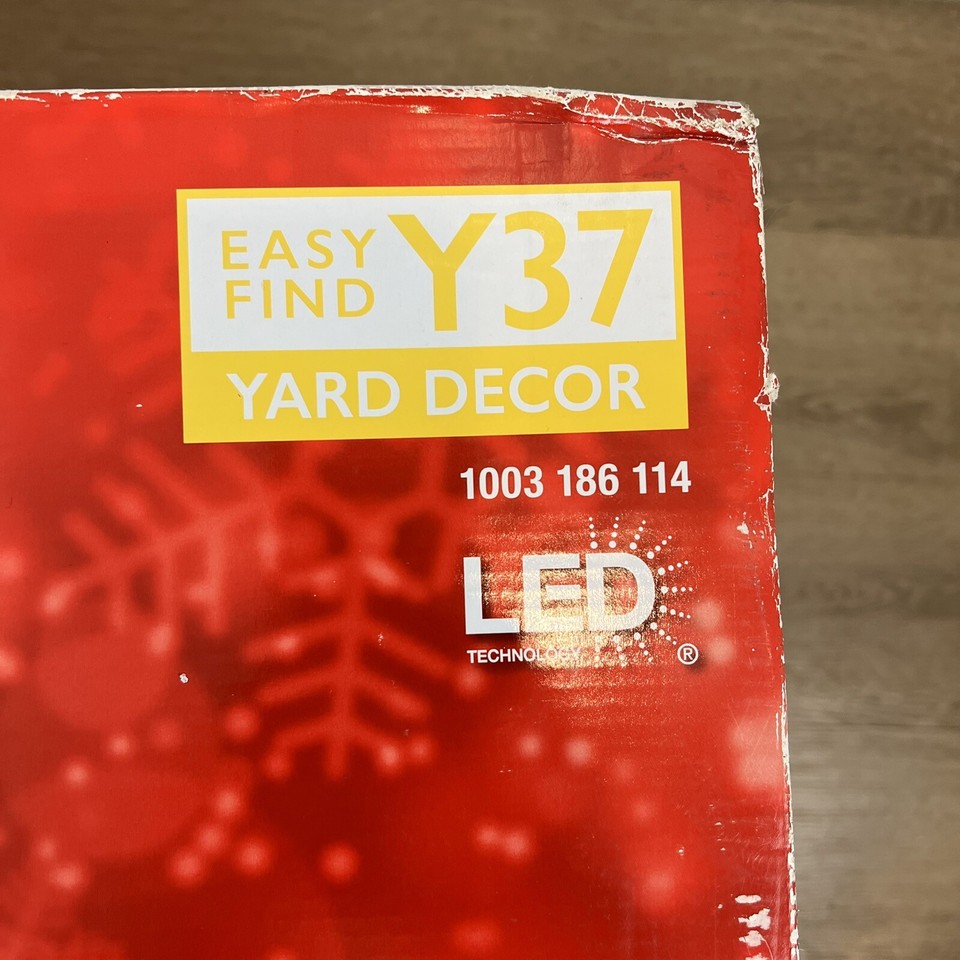 EASY FIND Y37
YARD DECOR
1003 186 114
LED
TECHNOLOGY ®